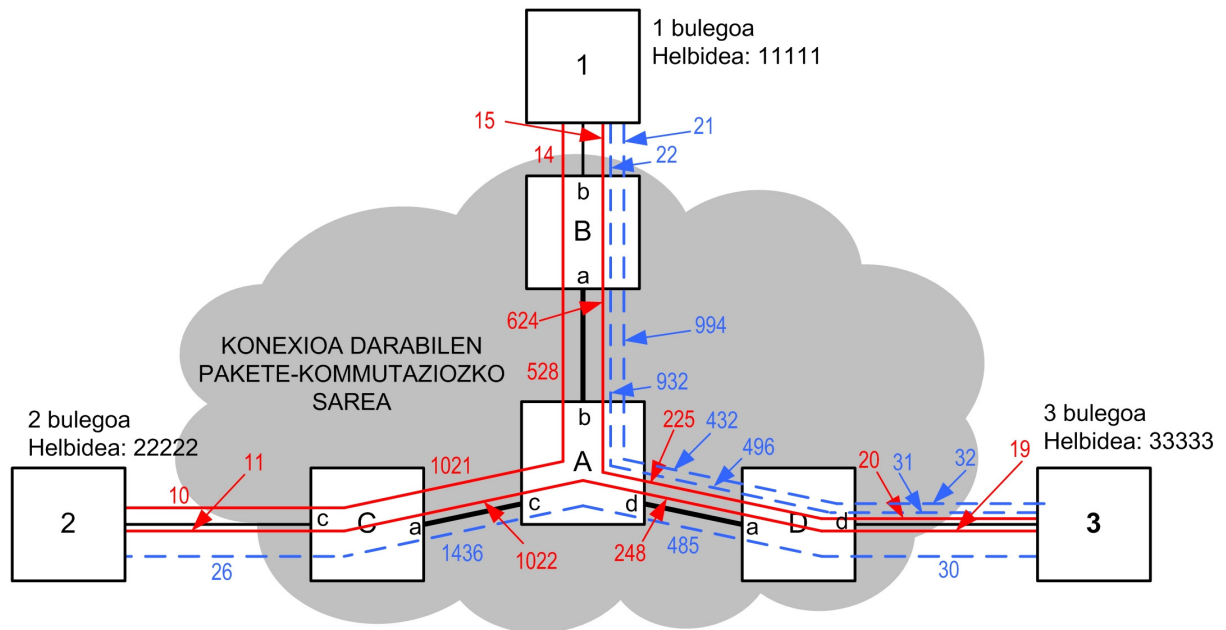 1 bulegoa
Helbidea: 11111
1
15
21
14
22
b
B
a
624
994
KONEXIOA DARABILEN
PAKETE-KOMMUTAZIOZKO
SAREA
528
932
2 bulegoa
Helbidea: 22222
3 bulegoa
Helbidea: 33333
b
A
c
d
225
432
496
20
31
32
19
11
10
1021
2
c
C
a
1436
1022
248
485
a
D
d
3
26
30